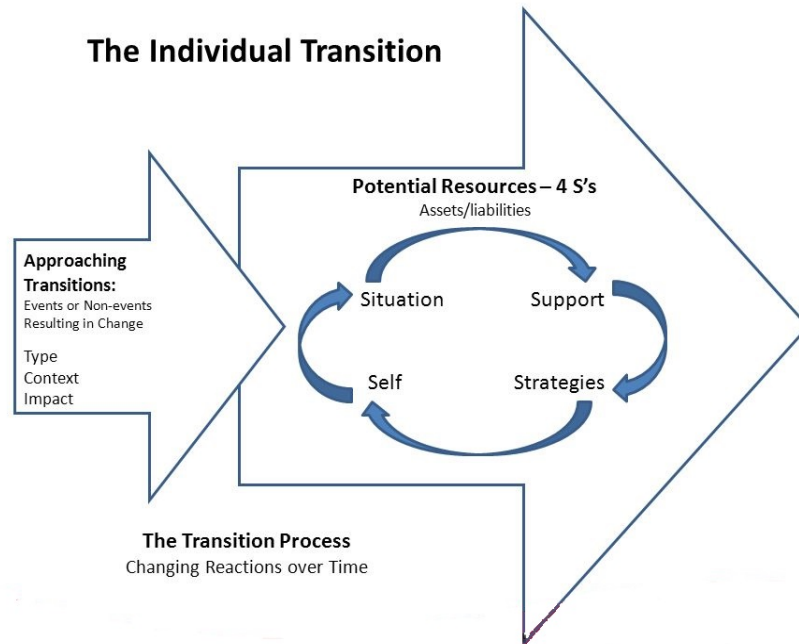 The Individual Transition
Potential Resources – 4 S's
Assets/liabilities
Approaching
Transitions:
Events or Non-events
Resulting in Change
Type
Context
Impact
Situation
Support
Self
Strategies
The Transition Process
Changing Reactions over Time